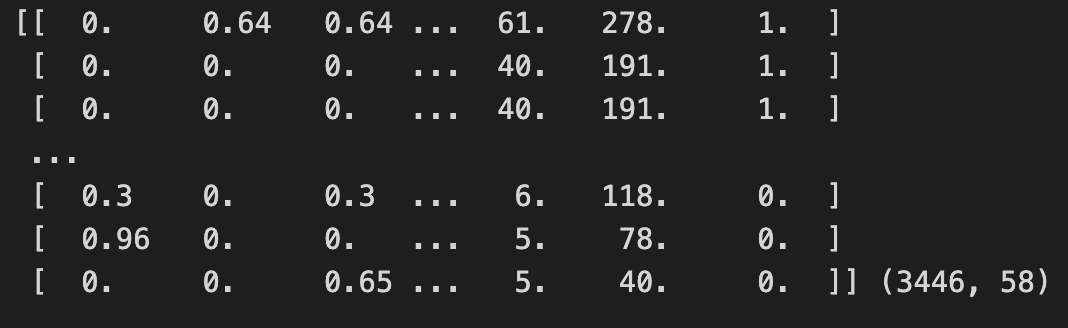 [[ 0. 0.64 0.64 ... 61. 278. 1. ]
[ 0. 0. 0. ... 40. 191. 1. ]
[ 0. 0. 0. ... 40. 191. 1. ]
...
[ 0.3 0. 0.3 ... 6. 118. 0. ]
[ 0.96 0. 0. ... 5. 78. 0. ]
[ 0. 0. 0.65 ... 5. 40. 0. ]] (3446, 58)